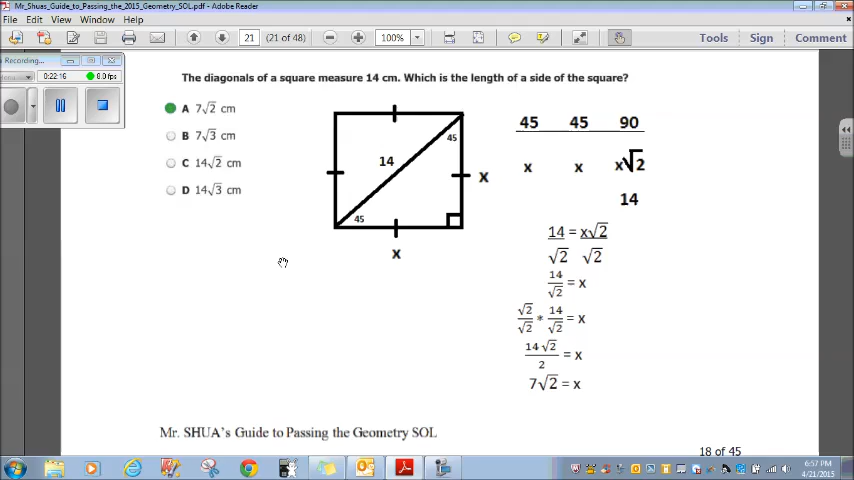 Mr_Shuas_Guide_to_Passing_the_2015_Geometry_SOL.pdf - Adobe Reader
File Edit View Window Help
21 (21 of 48) 100% Tools Sign Comment
Recording...
0:22:16 0.0 fps
The diagonals of a square measure 14 cm. Which is the length of a side of the square?
A 7√2 cm
B 7√3 cm
C 14√2 cm
D 14√3 cm
14
45
45
x
x
45 45 90
x x x√2
14
14 = x√2
√2 √2
14/√2 = x
√2/√2 * 14/√2 = x
14√2/2 = x
7√2 = x
Mr. SHUA's Guide to Passing the Geometry SOL
18 of 45
6:57 PM
4/21/2015